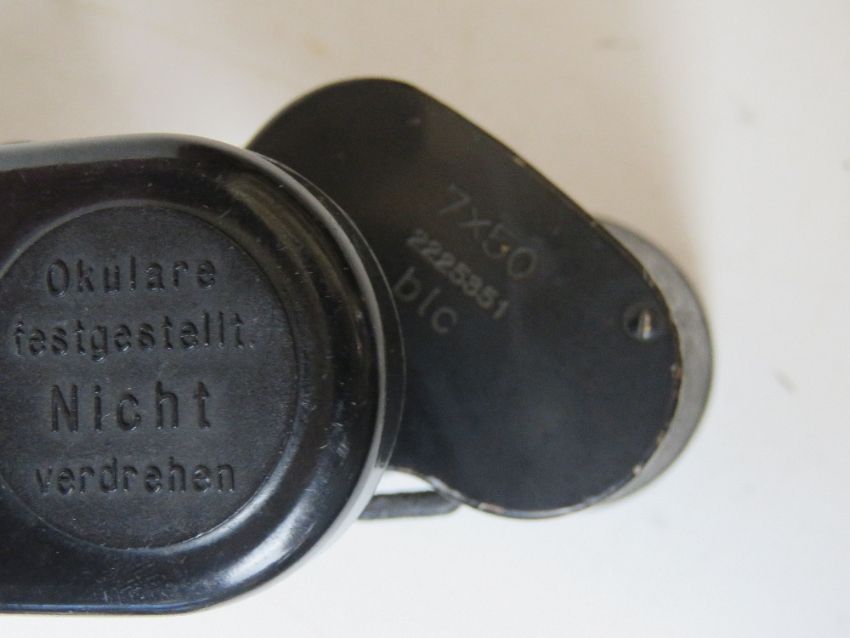 Okulare
festgestellt.
Nicht
verdrehen
7x50
2225351
blc